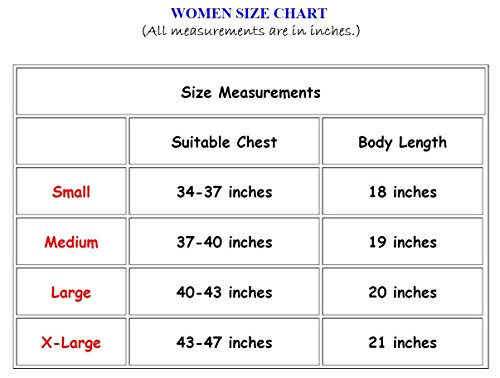 WOMEN SIZE CHART
(All measurements are in inches.)
Size Measurements
Suitable Chest Body Length
Small 34-37 inches 18 inches
Medium 37-40 inches 19 inches
Large 40-43 inches 20 inches
X-Large 43-47 inches 21 inches